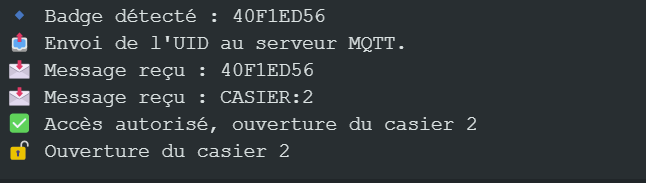 🔹 Badge détecté : 40F1ED56
📤 Envoi de l'UID au serveur MQTT.
📩 Message reçu : 40F1ED56
📩 Message reçu : CASIER:2
✅ Accès autorisé, ouverture du casier 2
🔓 Ouverture du casier 2